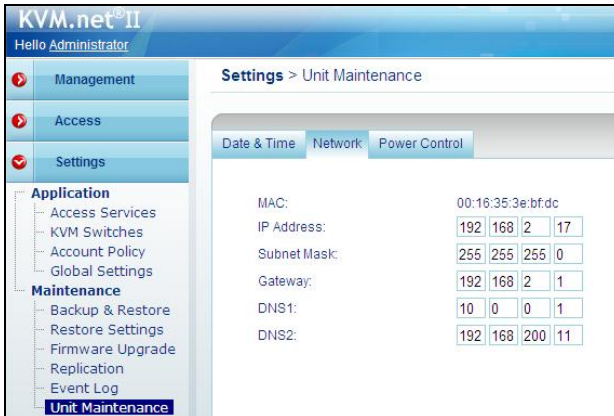 KVM.net®II
Hello Administrator
Management
Access
Settings
Application
Access Services
KVM Switches
Account Policy
Global Settings
Maintenance
Backup & Restore
Restore Settings
Firmware Upgrade
Replication
Event Log
Unit Maintenance
Settings > Unit Maintenance
Date & Time Network Power Control
MAC: 00:16:35:3e:bf:dc
IP Address: 192 168 2 17
Subnet Mask: 255 255 255 0
Gateway: 192 168 2 1
DNS1: 10 0 0 1
DNS2: 192 168 200 11